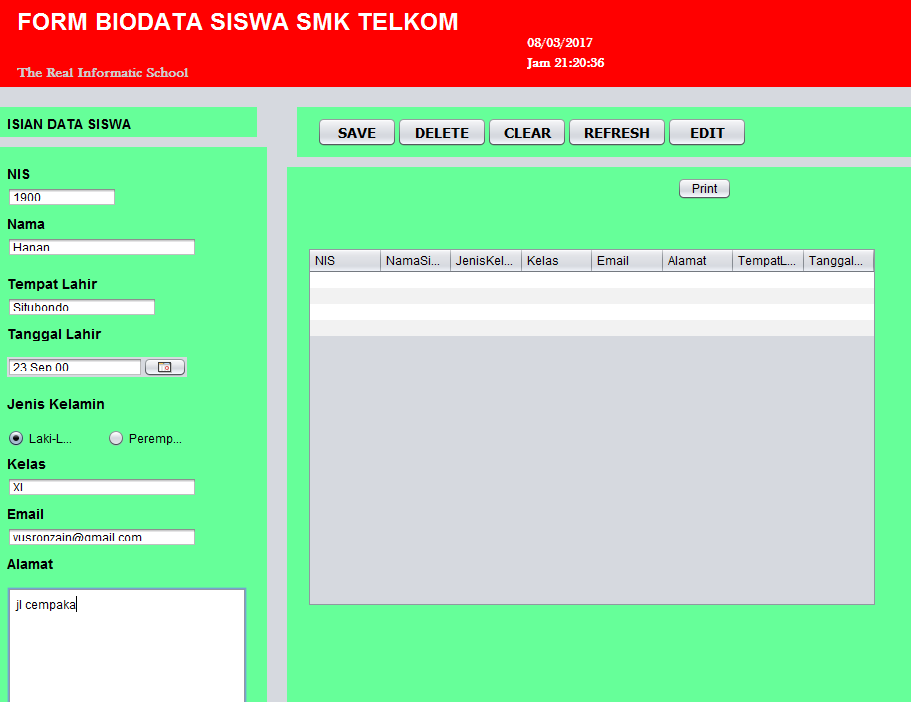 FORM BIODATA SISWA SMK TELKOM
08/03/2017
Jam 21:20:36
The Real Informatic School
ISIAN DATA SISWA
SAVE DELETE CLEAR REFRESH EDIT
NIS
1900
Nama
Hanan
Tempat Lahir
Situbondo
Tanggal Lahir
23 Sep 00
Jenis Kelamin
Laki-L... Peremp...
Kelas
XI
Email
yusronzain@gmail.com
Alamat
jl cempaka
Print
NIS NamaSi... JenisKel... Kelas Email Alamat TempatL... Tanggal...